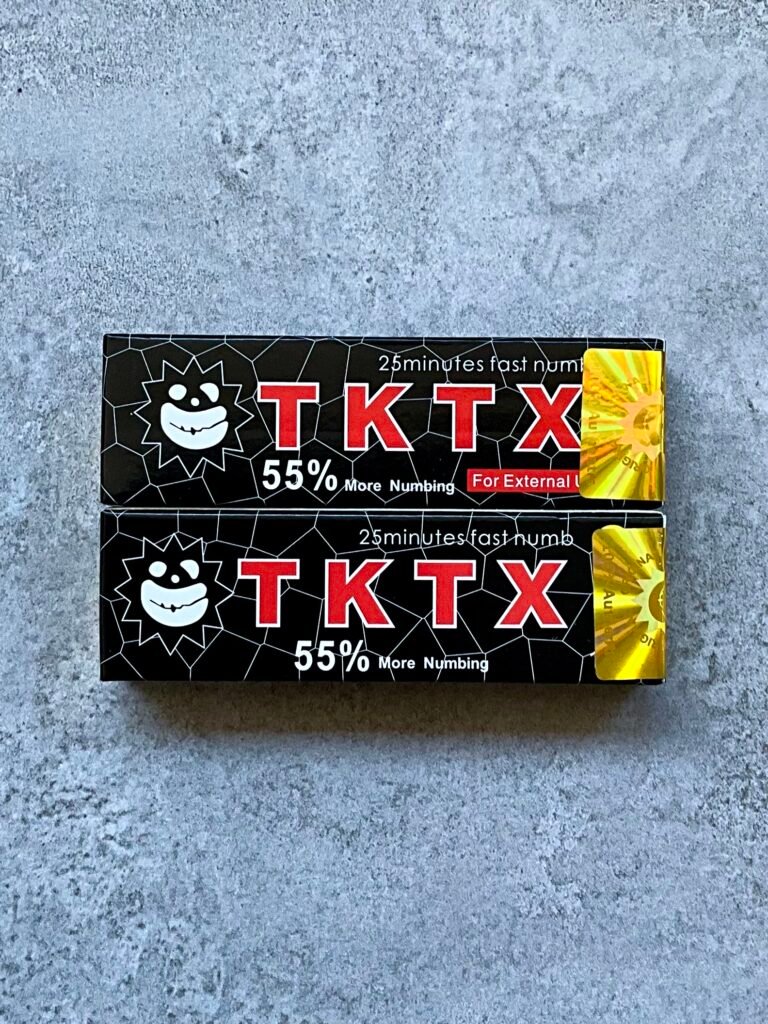 25minutes fast numb
TKTX
55% More Numbing
For External
25minutes fast numb
TKTX
55% More Numbing